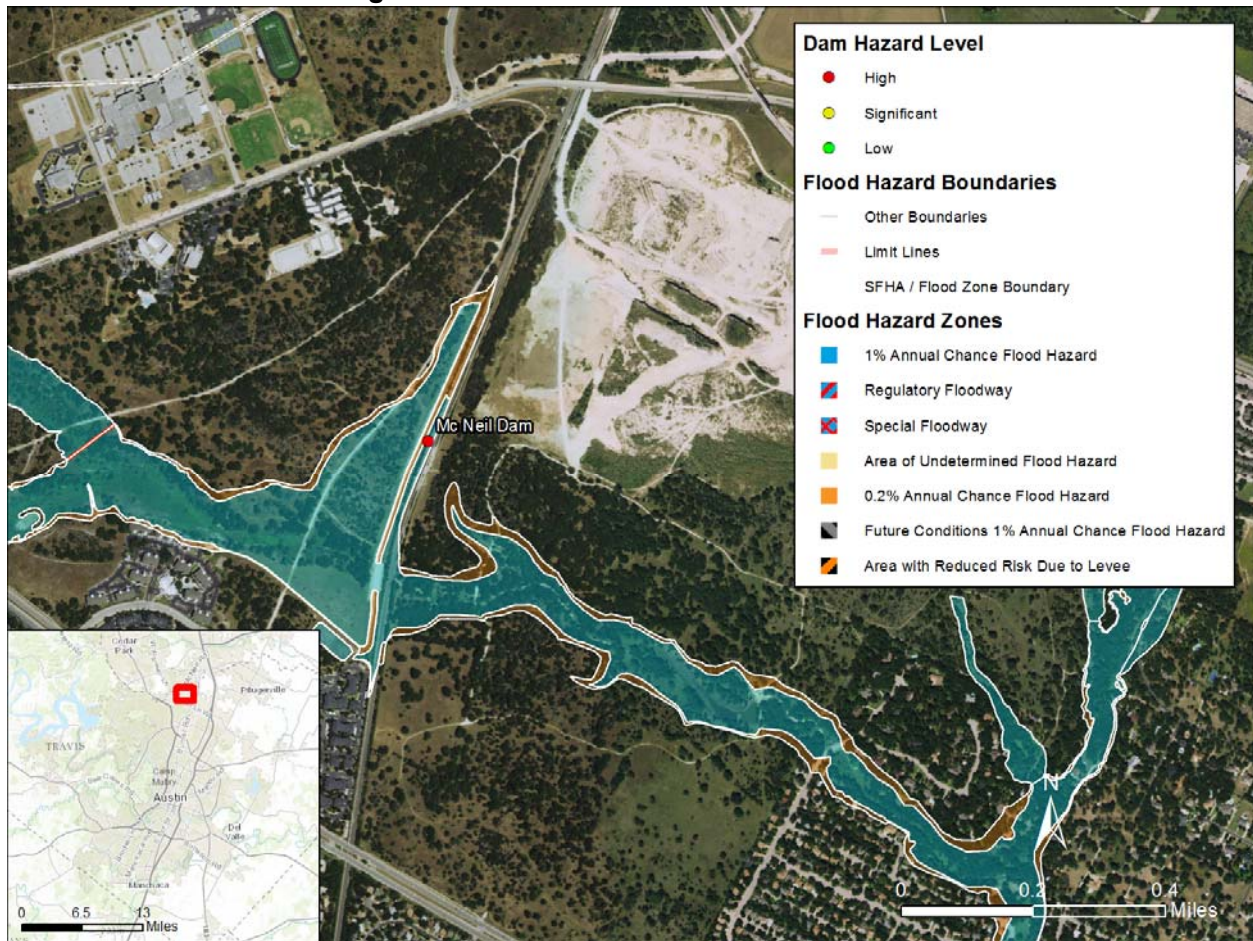 Dam Hazard Level
High
Significant
Low
Flood Hazard Boundaries
Other Boundaries
Limit Lines
SFHA / Flood Zone Boundary
Flood Hazard Zones
1% Annual Chance Flood Hazard
Regulatory Floodway
Special Floodway
Area of Undetermined Flood Hazard
0.2% Annual Chance Flood Hazard
Future Conditions 1% Annual Chance Flood Hazard
Area with Reduced Risk Due to Levee
Mc Neil Dam
Cedar
Park
Pflugerville
TRAVIS
Camp
Mabry
Austin
Del
Valle
Manchaca
0 6.5 13
Miles
N
0 0.2 0.4
Miles